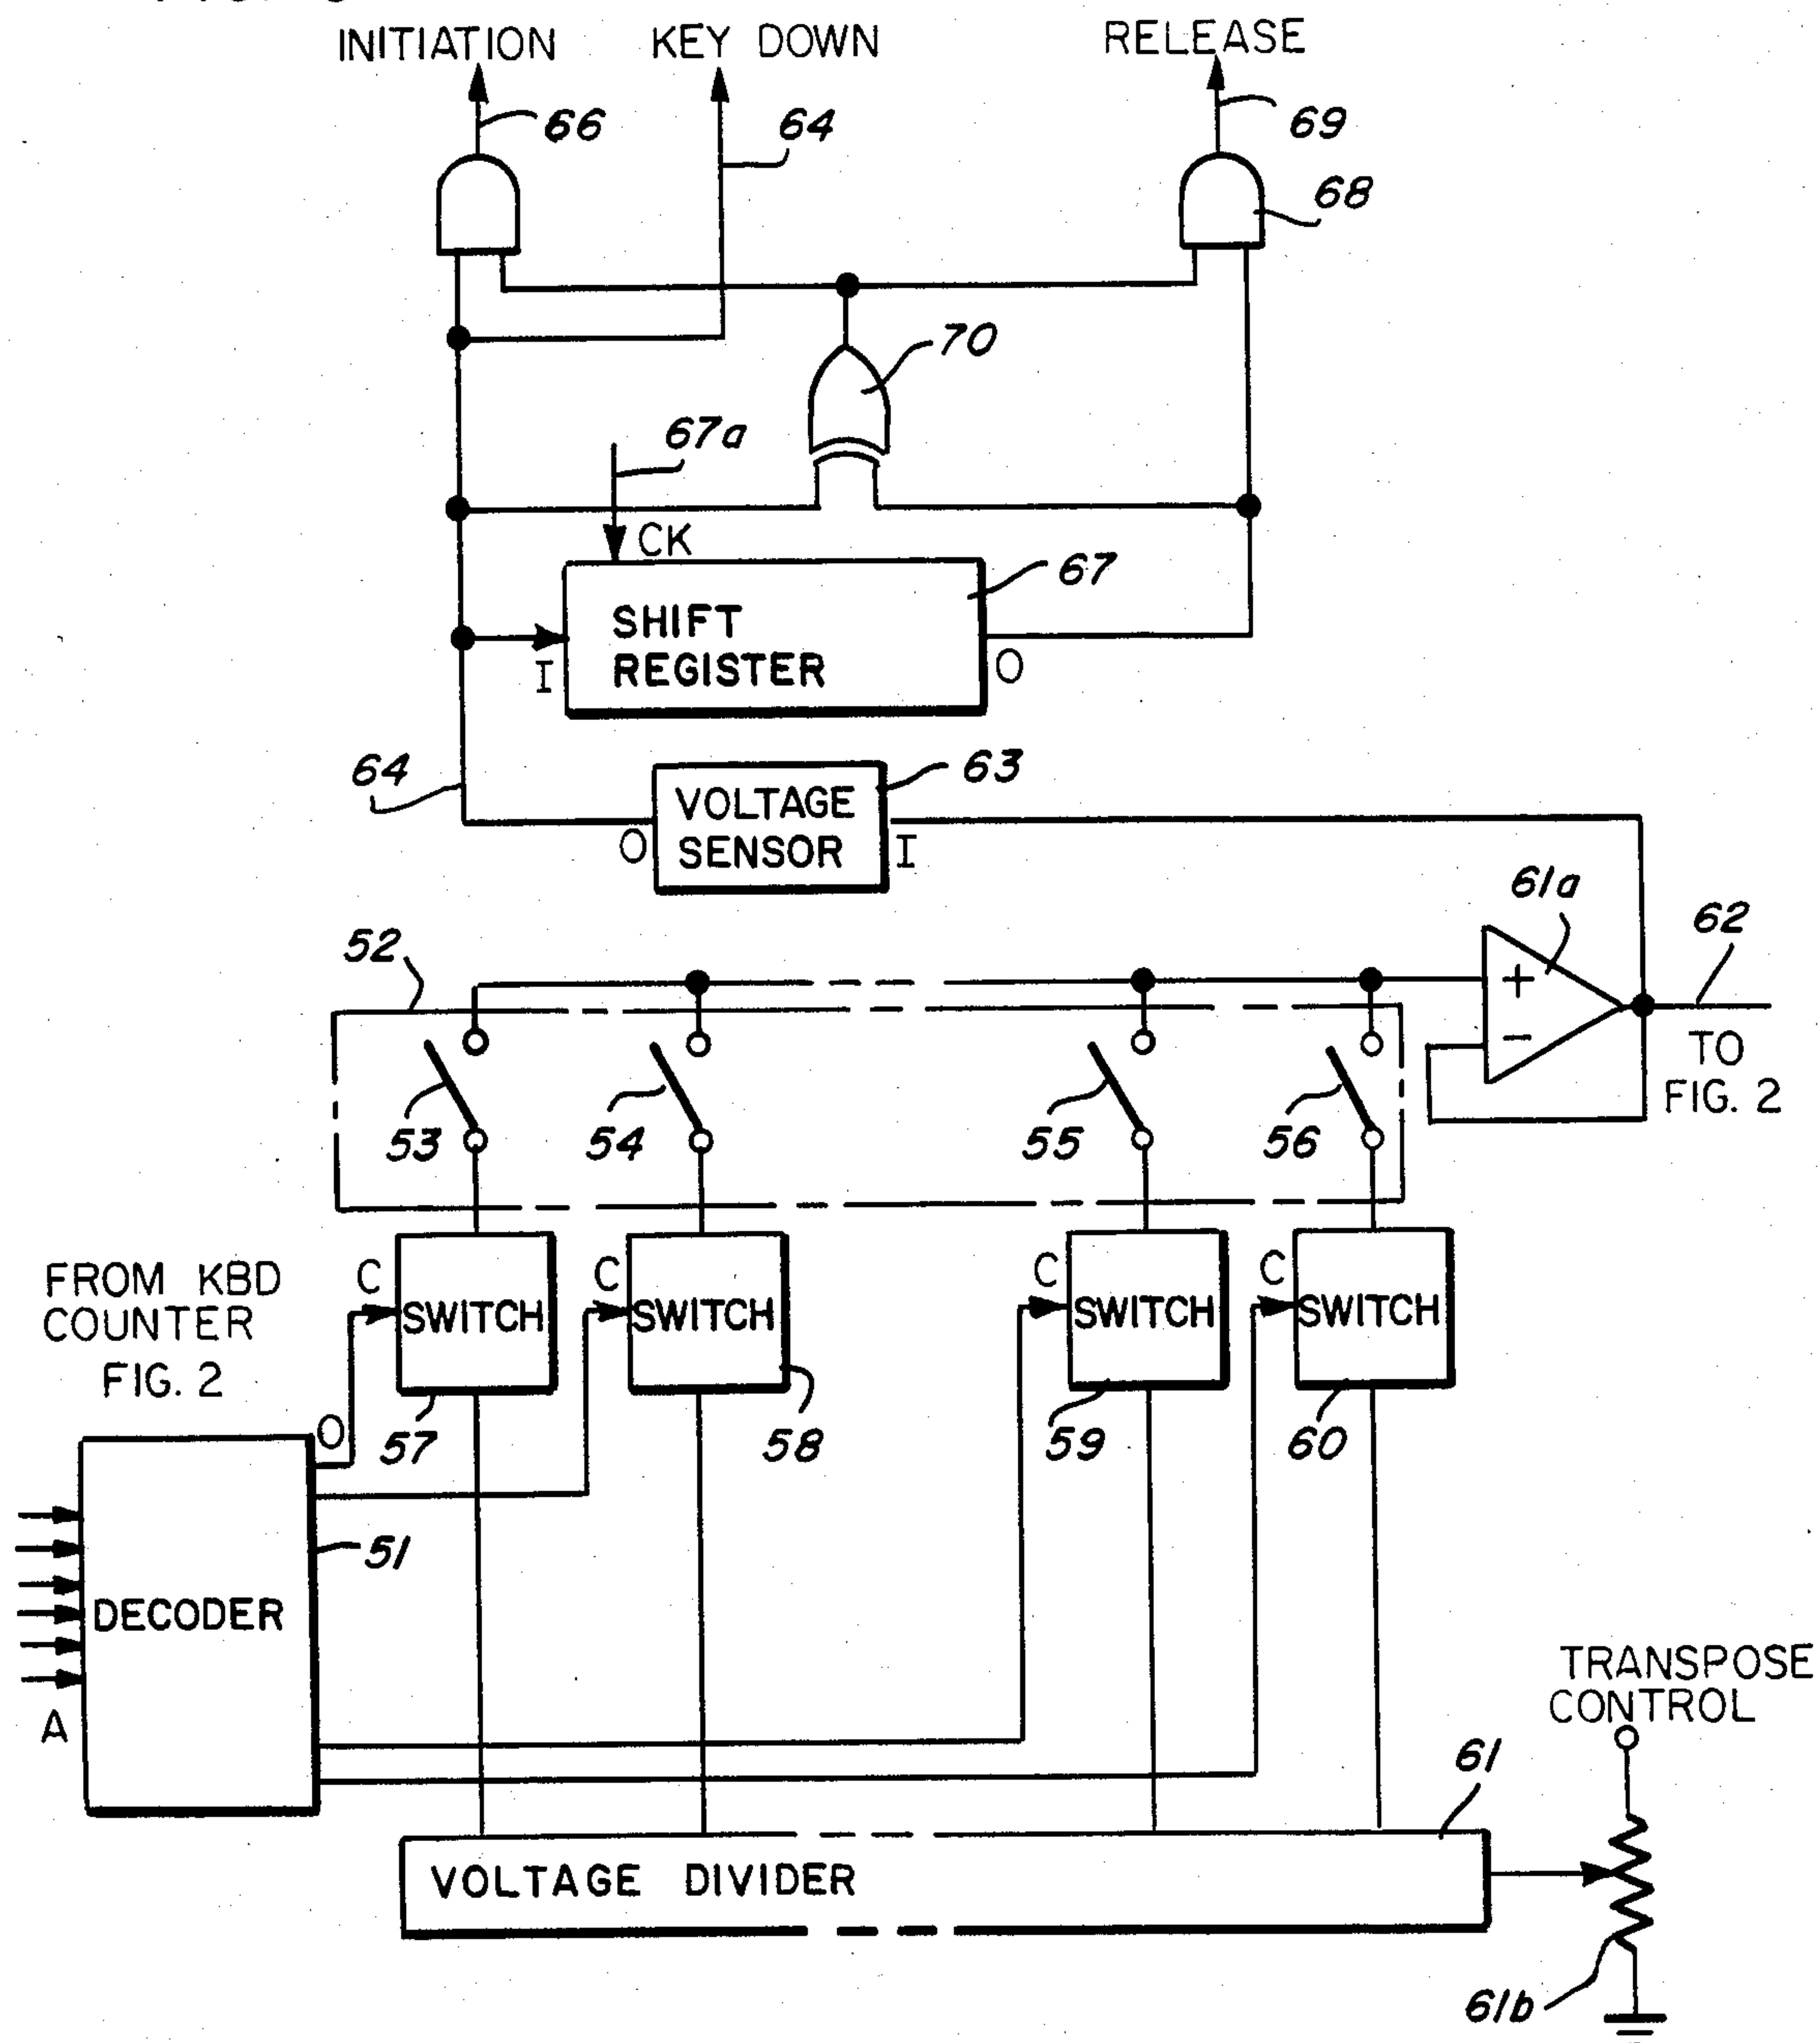 INITIATION KEY DOWN RELEASE
66 64 69
68
70
67a
CK
67
SHIFT
REGISTER
I O
64
63
VOLTAGE
SENSOR
O I
61a
62
52
+
−
TO
FIG. 2
53 54 55 56
FROM KBD
COUNTER
FIG. 2
C C C C
SWITCH SWITCH SWITCH SWITCH
57 58 59 60
O
51
DECODER
A
TRANSPOSE
CONTROL
61
VOLTAGE DIVIDER
61b